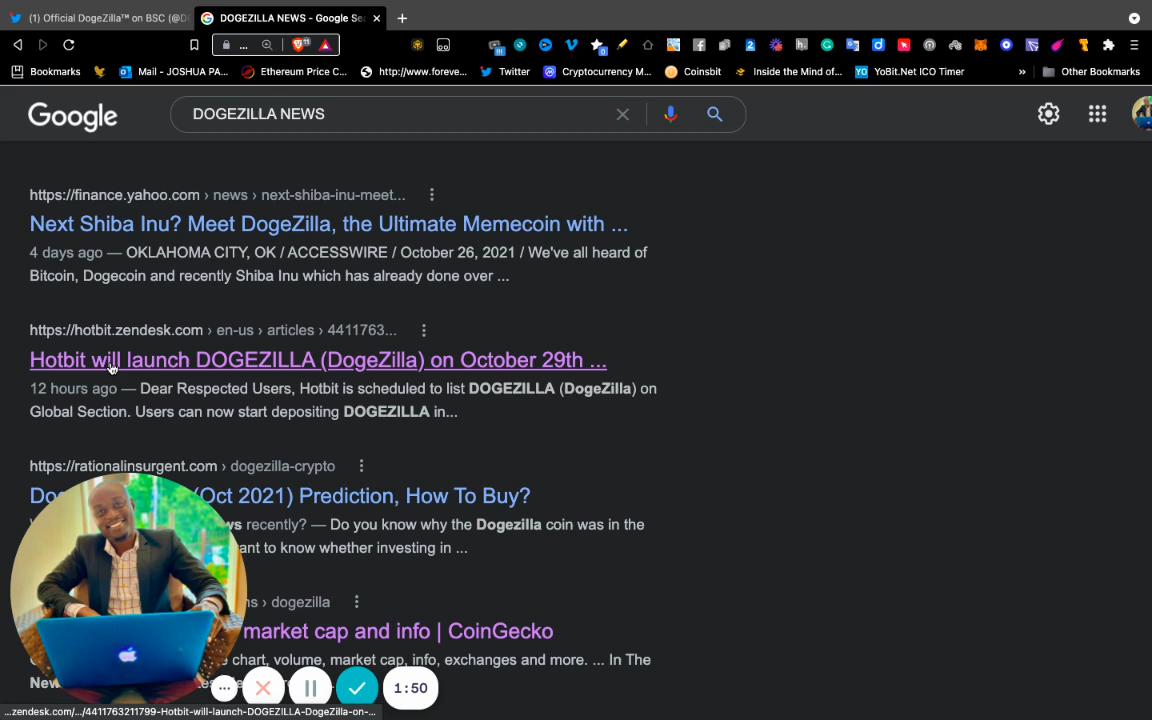 (1) Official DogeZilla™ on BSC (@D
DOGEZILLA NEWS - Google Se
...
Bookmarks
Mail - JOSHUA PA...
Ethereum Price C...
http://www.foreve...
Twitter
Cryptocurrency M...
Coinsbit
Inside the Mind of...
YoBit.Net ICO Timer
»
Other Bookmarks
Google
DOGEZILLA NEWS
https://finance.yahoo.com › news › next-shiba-inu-meet...
Next Shiba Inu? Meet DogeZilla, the Ultimate Memecoin with ...
4 days ago — OKLAHOMA CITY, OK / ACCESSWIRE / October 26, 2021 / We've all heard of
Bitcoin, Dogecoin and recently Shiba Inu which has already done over ...
https://hotbit.zendesk.com › en-us › articles › 4411763...
Hotbit will launch DOGEZILLA (DogeZilla) on October 29th ...
12 hours ago — Dear Respected Users, Hotbit is scheduled to list DOGEZILLA (DogeZilla) on
Global Section. Users can now start depositing DOGEZILLA in...
https://rationalinsurgent.com › dogezilla-crypto
(Oct 2021) Prediction, How To Buy?
recently? — Do you know why the Dogezilla coin was in the
want to know whether investing in ...
› dogezilla
market cap and info | CoinGecko
chart, volume, market cap, info, exchanges and more. ... In The
1:50
...zendesk.com/.../4411763211799-Hotbit-will-launch-DOGEZILLA-DogeZilla-on-...